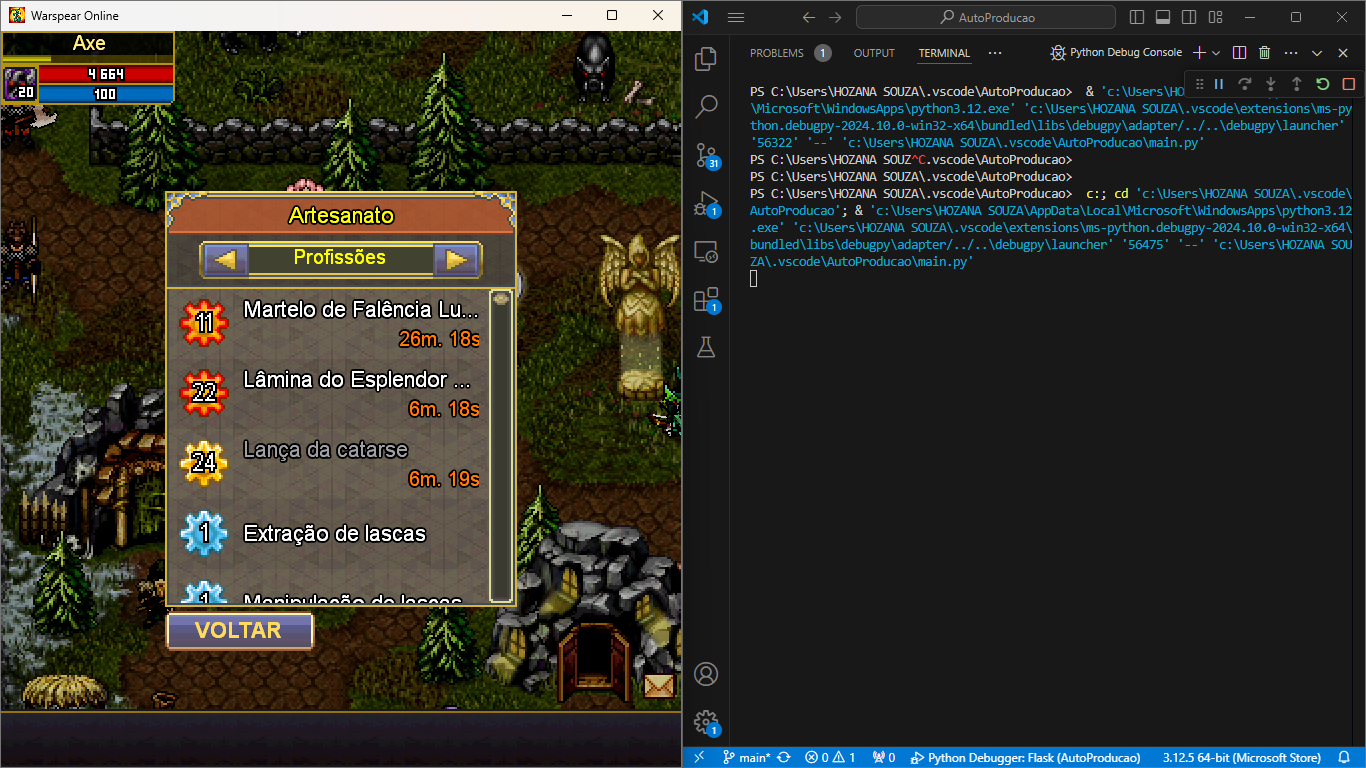 Warspear Online
Axe
4 664
20
100
Artesanato
Profissões
11
Martelo de Falência Lu...
26m. 18s
22
Lâmina do Esplendor ...
6m. 18s
24
Lança da catarse
6m. 19s
1
Extração de lascas
1
Manipulação de lascas
VOLTAR
AutoProducao
PROBLEMS 1 OUTPUT TERMINAL ... Python Debug Console
PS C:\Users\HOZANA SOUZA\.vscode\AutoProducao>  & 'c:\Users\HO
\Microsoft\WindowsApps\python3.12.exe' 'c:\Users\HOZANA SOUZA\.vscode\extensions\ms-py
thon.debugpy-2024.10.0-win32-x64\bundled\libs\debugpy\adapter/../..\debugpy\launcher'
'56322' '--' 'c:\Users\HOZANA SOUZA\.vscode\AutoProducao\main.py'
PS C:\Users\HOZANA SOUZ^C.vscode\AutoProducao>
PS C:\Users\HOZANA SOUZA\.vscode\AutoProducao>
PS C:\Users\HOZANA SOUZA\.vscode\AutoProducao>  c:; cd 'c:\Users\HOZANA SOUZA\.vscode\
AutoProducao'; & 'c:\Users\HOZANA SOUZA\AppData\Local\Microsoft\WindowsApps\python3.12
.exe' 'c:\Users\HOZANA SOUZA\.vscode\extensions\ms-python.debugpy-2024.10.0-win32-x64\
bundled\libs\debugpy\adapter/../..\debugpy\launcher' '56475' '--' 'c:\Users\HOZANA SOU
ZA\.vscode\AutoProducao\main.py'
31
1
1
1
main* 0 1 0 Python Debugger: Flask (AutoProducao) 3.12.5 64-bit (Microsoft Store)